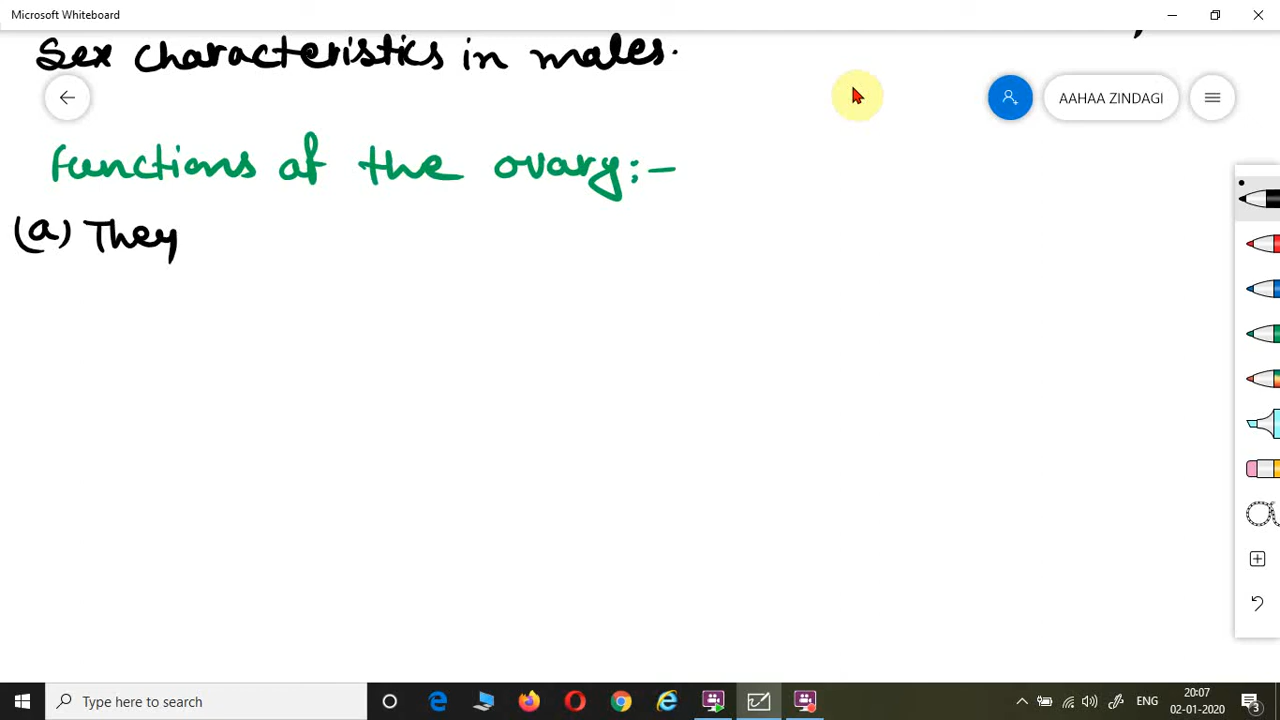 Microsoft Whiteboard
Sex characteristics in males.
AAHAA ZINDAGI
Functions of the ovary:-
(a) They
Type here to search
ENG
20:07
02-01-2020
3